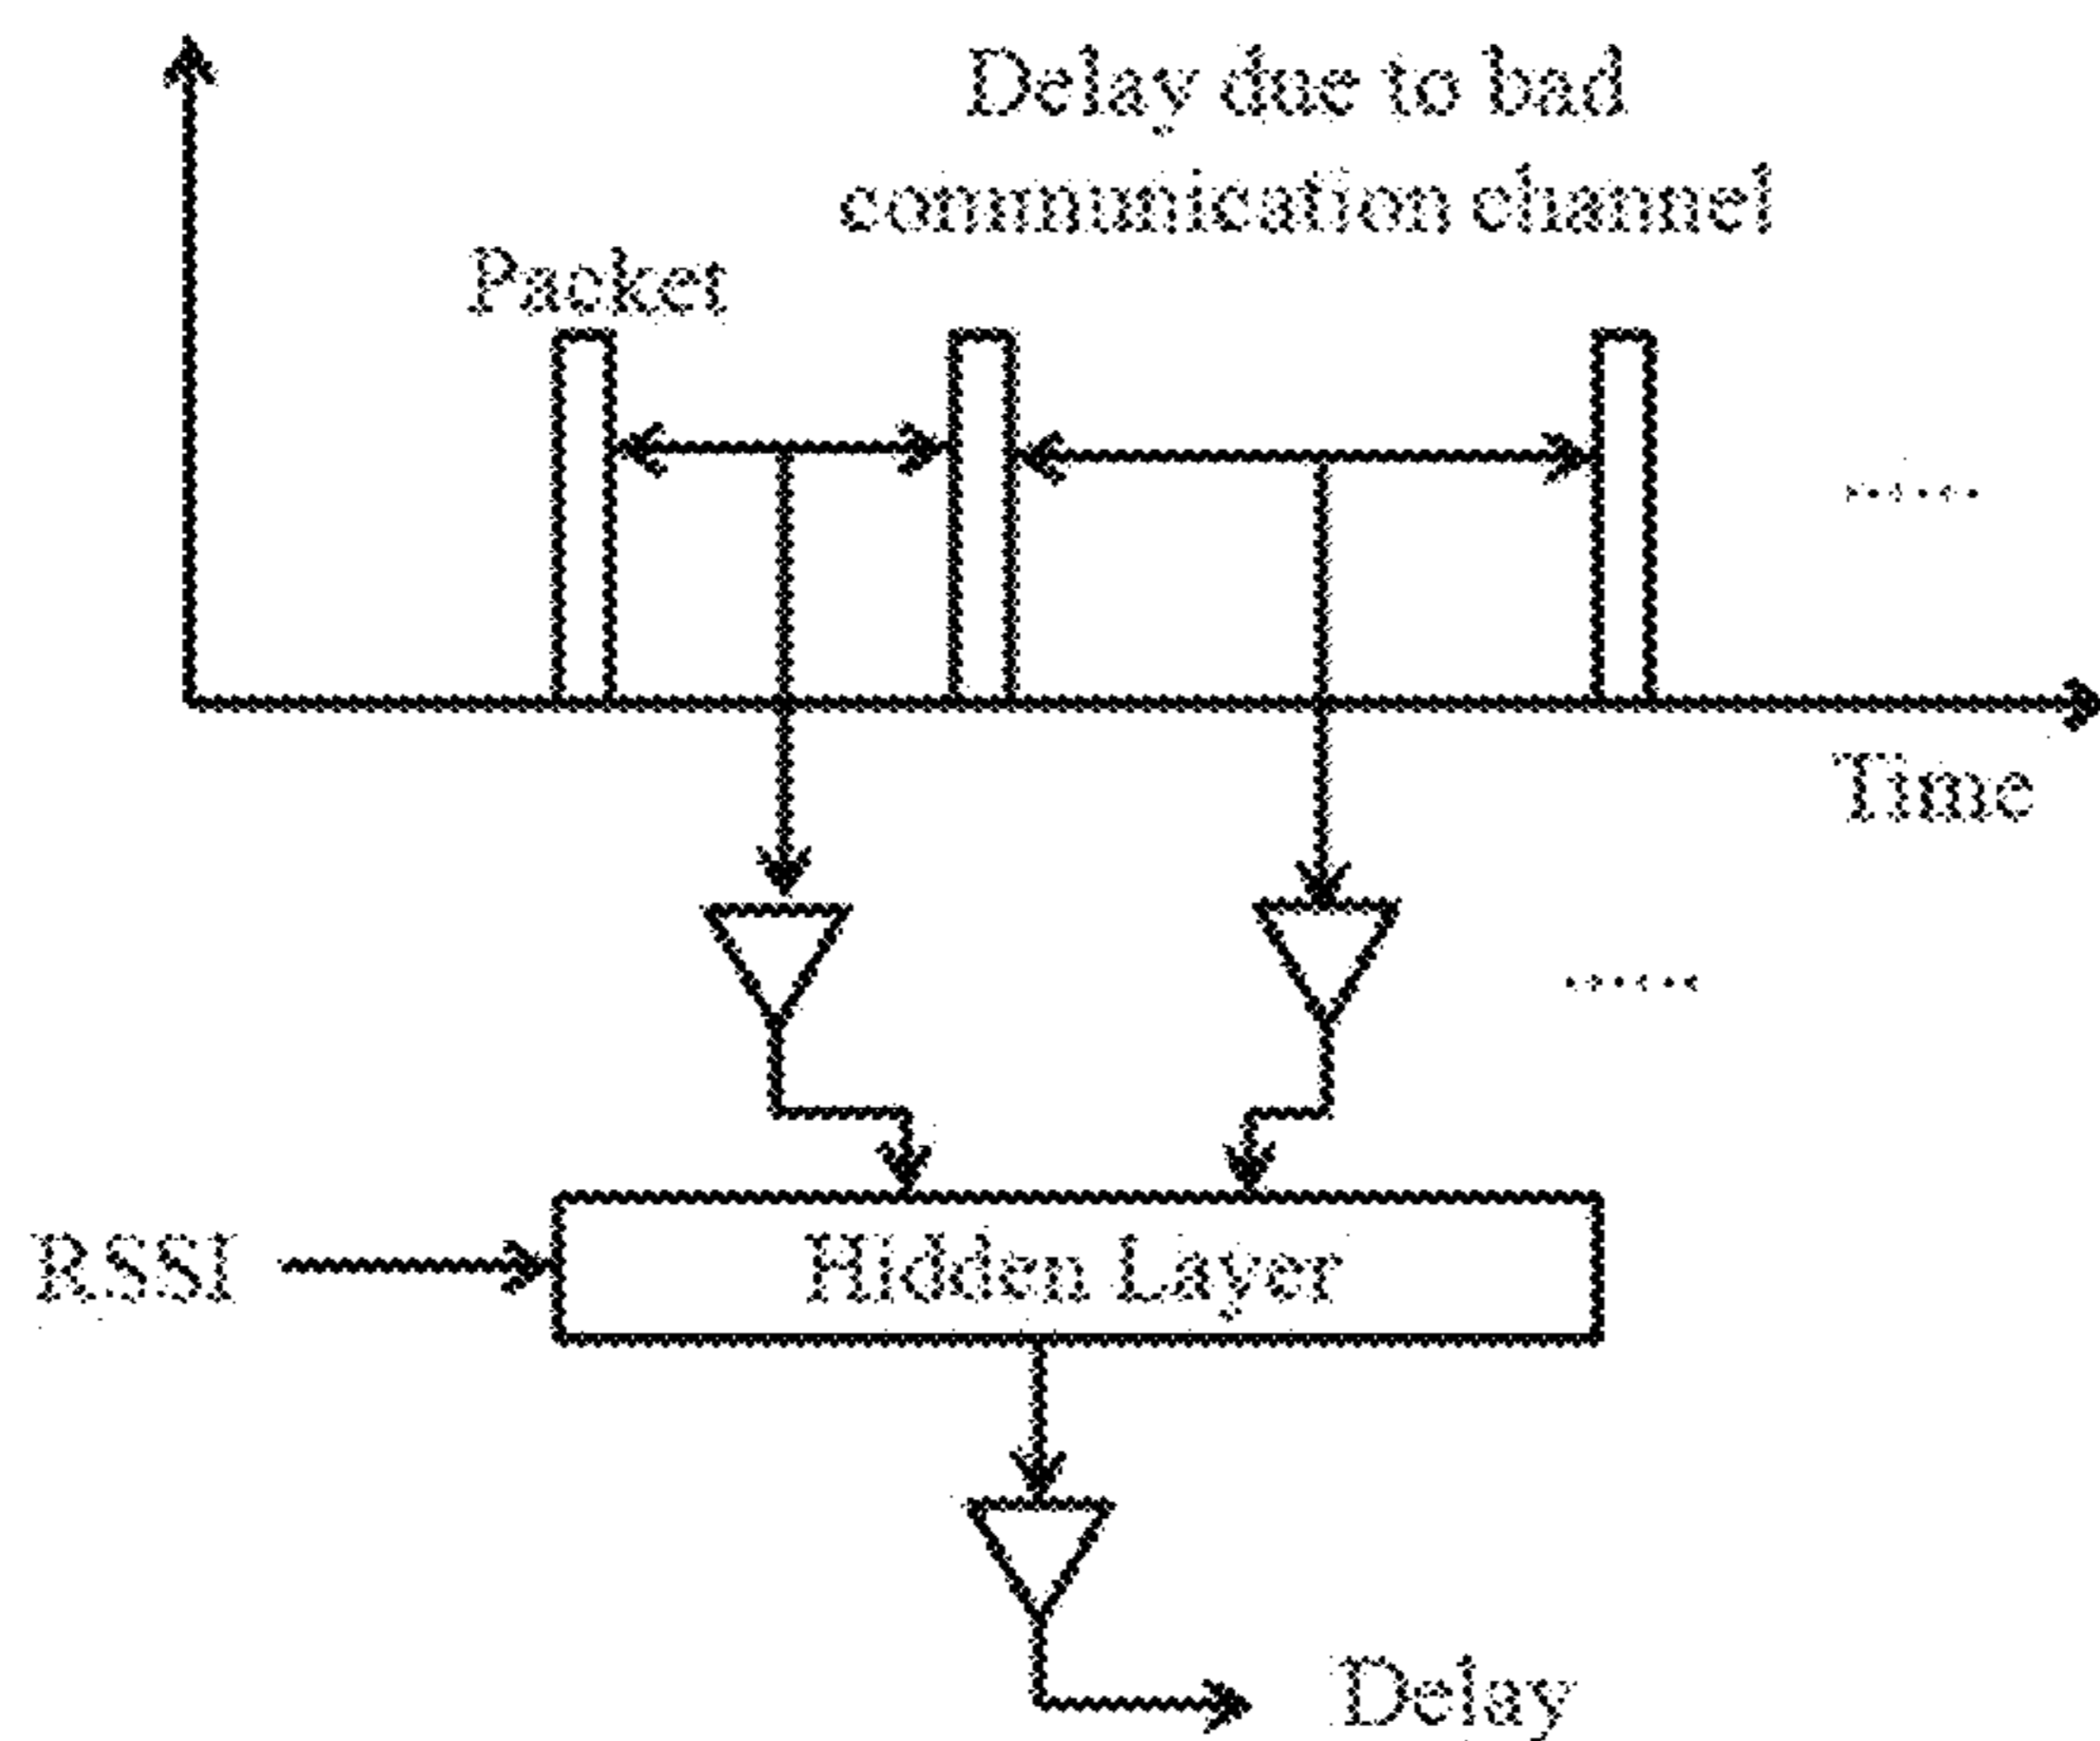 Delay due to bad
communication channel
Packet
......
Time
......
RSSI
Hidden Layer
Delay